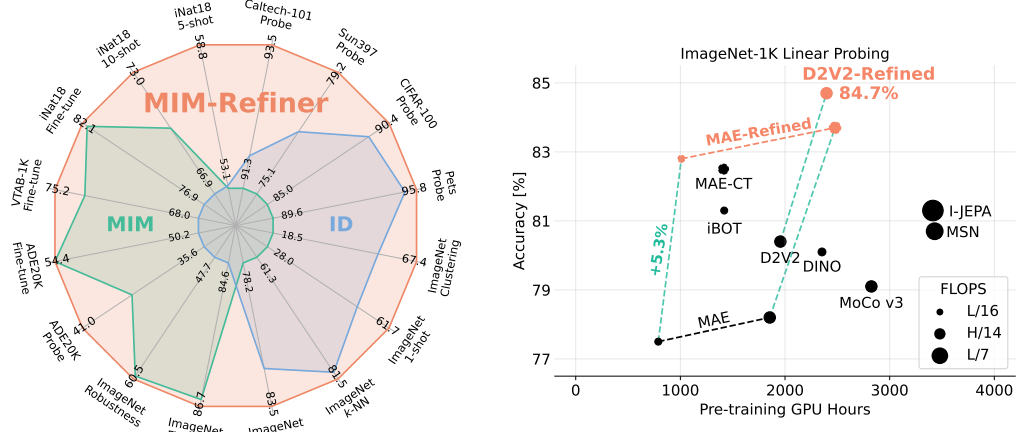 iNat18
5-shot
58.8
53.1
Caltech-101
Probe
93.5
91.3
Sun397
Probe
79.2
75.1
CIFAR-100
Probe
90.4
85.0
Pets
Probe
95.8
89.6
ImageNet
Clustering
67.4
18.5
ImageNet
1-shot
61.7
28.0
ImageNet
k-NN
81.5
61.3
ImageNet
83.5
78.2
ImageNet
86.7
84.6
ImageNet
Robustness
60.5
47.7
ADE20K
Probe
41.0
35.6
ADE20K
Fine-tune
54.4
50.2
VTAB-1K
Fine-tune
75.2
68.0
iNat18
Fine-tune
82.1
76.9
iNat18
10-shot
73.0
66.9
MIM-Refiner
MIM
ID
ImageNet-1K Linear Probing
D2V2-Refined
84.7%
MAE-Refined
MAE-CT
iBOT
+5.3%
D2V2
DINO
I-JEPA
MSN
MoCo v3
MAE
FLOPS
L/16
H/14
L/7
Accuracy [%]
85
83
81
79
77
0
1000
2000
3000
4000
Pre-training GPU Hours